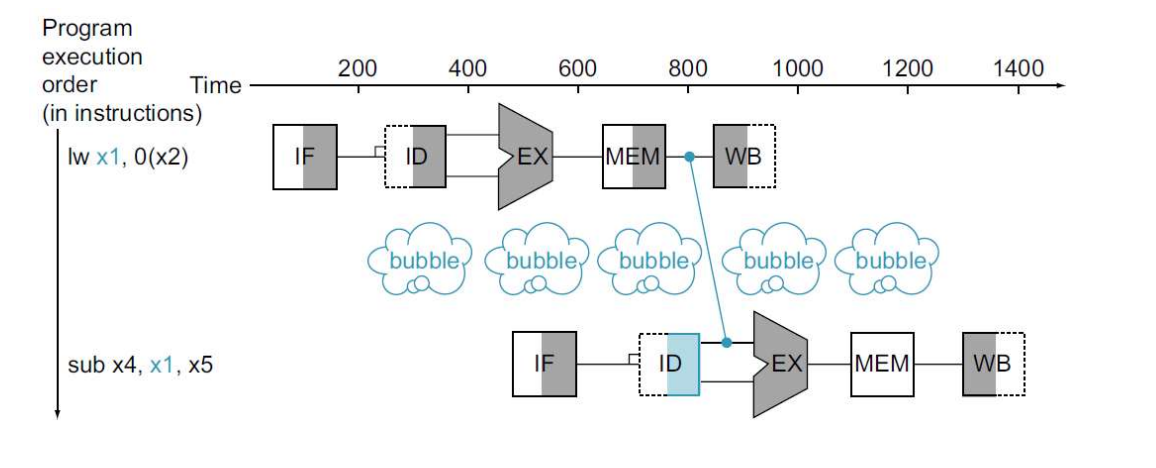 Program
execution
order
(in instructions)
Time
200 400 600 800 1000 1200 1400
lw x1, 0(x2)
IF ID EX MEM WB
bubble bubble bubble bubble bubble
sub x4, x1, x5
IF ID EX MEM WB